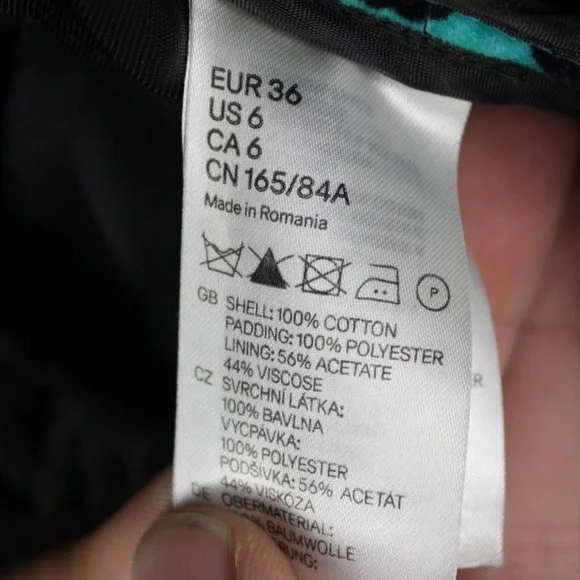 EUR 36
US 6
CA 6
CN 165/84A
Made in Romania
P
GB SHELL: 100% COTTON
PADDING: 100% POLYESTER
LINING: 56% ACETATE
44% VISCOSE
CZ SVRCHNÍ LÁTKA:
100% BAVLNA
VYCPÁVKA:
100% POLYESTER
PODŠÍVKA: 56% ACETÁT
44% VISKÓZA
DE OBERMATERIAL:
BAUMWOLLE
R